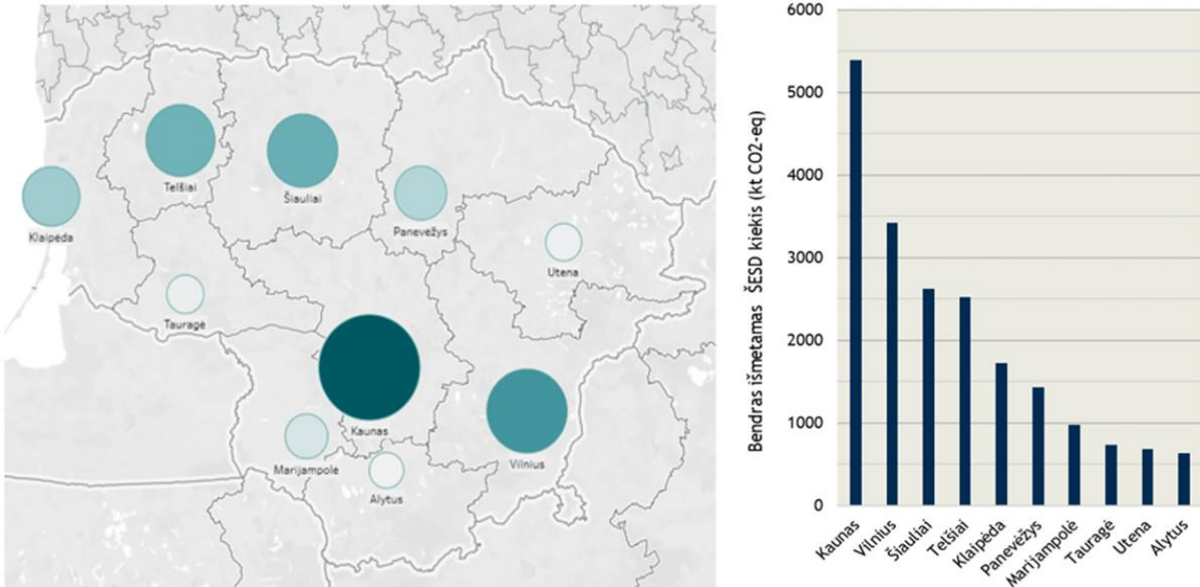 Telšiai
Šiauliai
Klaipėda
Panevėžys
Utena
Tauragė
Kaunas
Marijampolė
Vilnius
Alytus
Bendras išmetamas ŠESD kiekis (kt CO2-eq)
6000
5000
4000
3000
2000
1000
0
Kaunas
Vilnius
Šiauliai
Telšiai
Klaipėda
Panevėžys
Marijampolė
Tauragė
Utena
Alytus